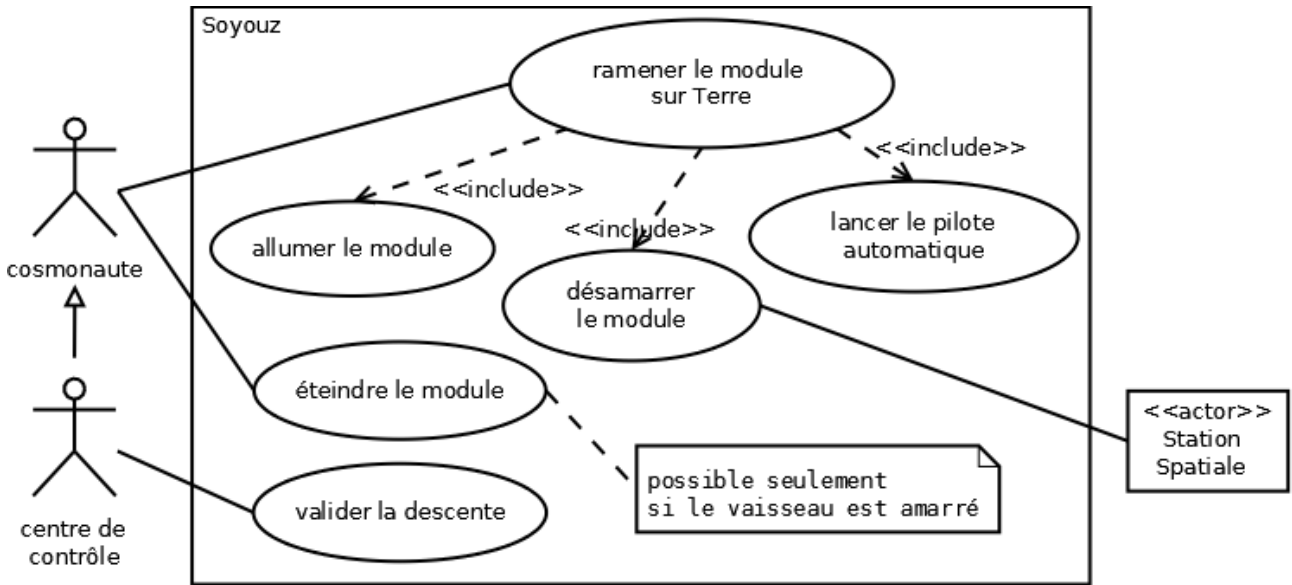 Soyouz
ramener le module
sur Terre
<<include>>
<<include>>
<<include>>
allumer le module
lancer le pilote
automatique
désamarrer
le module
cosmonaute
éteindre le module
<<actor>>
Station
Spatiale
possible seulement
si le vaisseau est amarré
valider la descente
centre de
contrôle